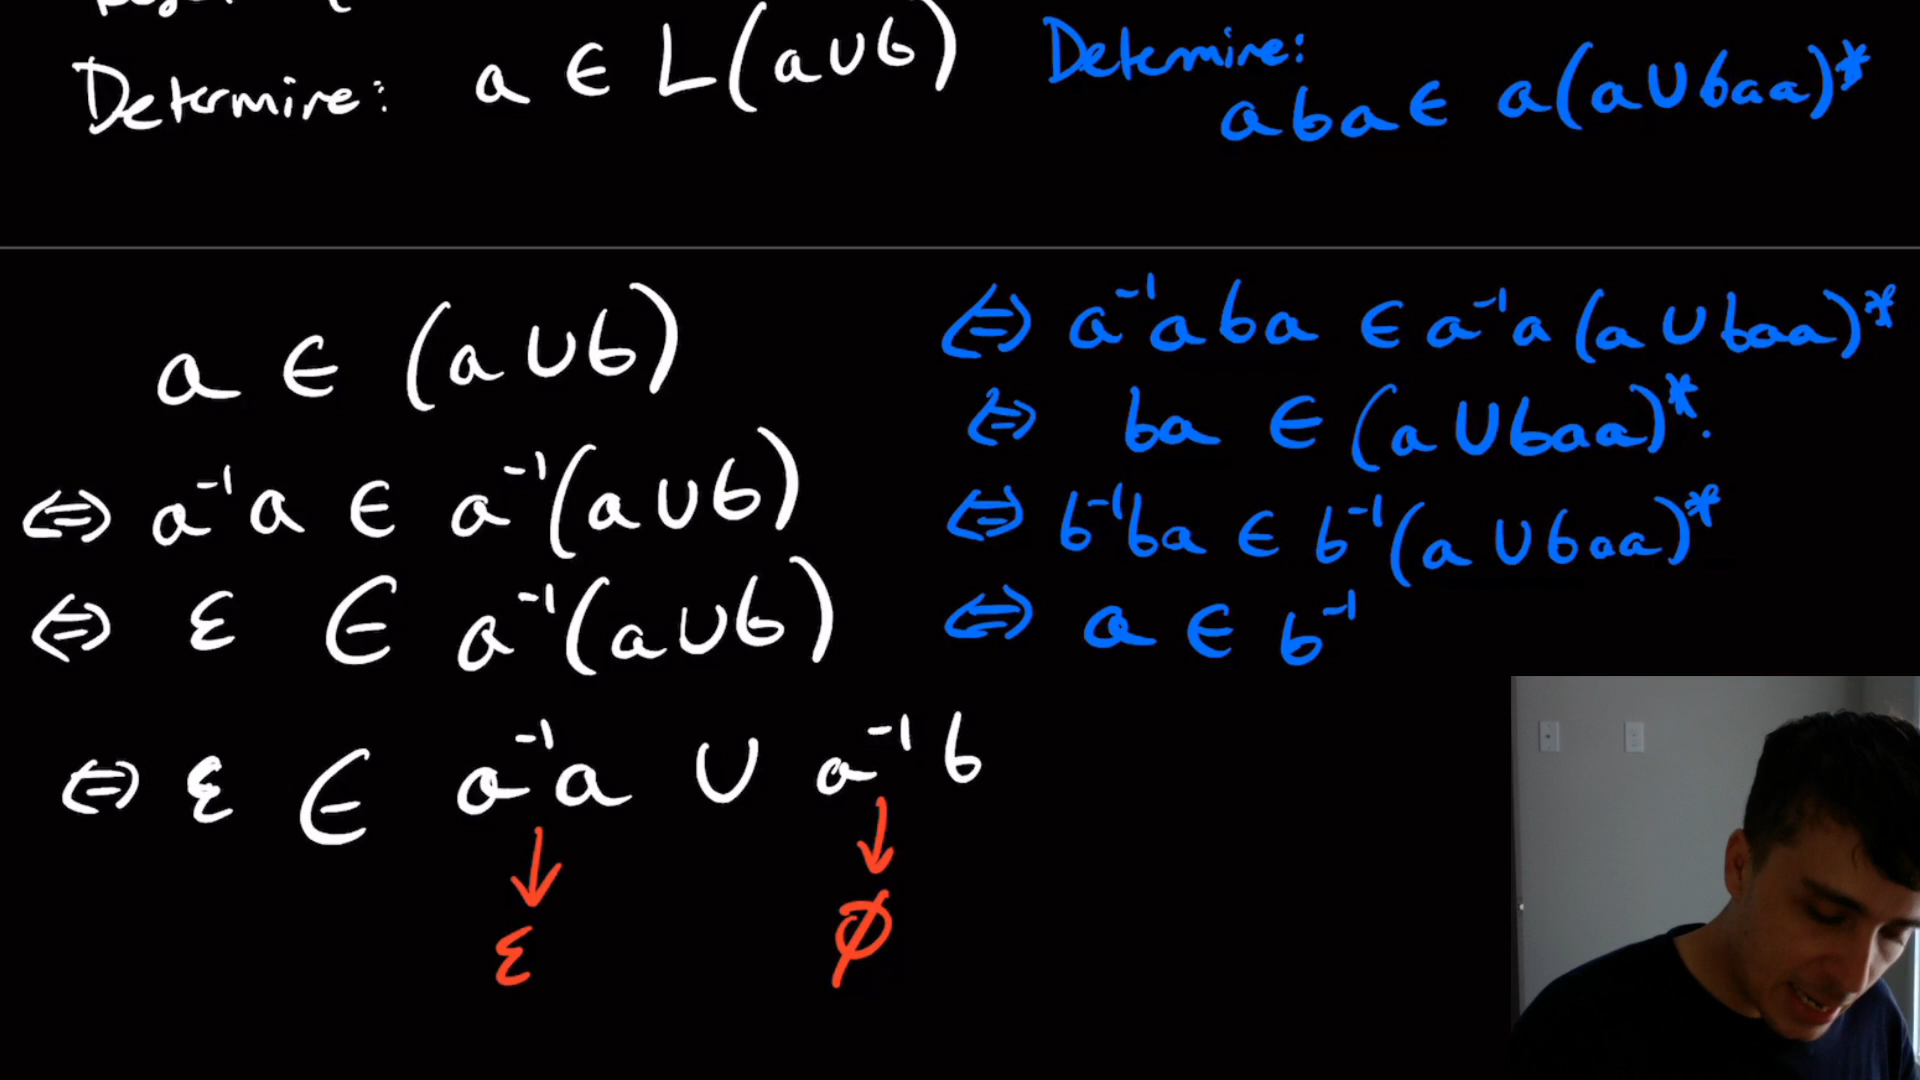 Determine: a ∈ L(a∪b)
Determine:
aba ∈ a(a∪baa)*
a ∈ (a∪b)
⇔ a⁻¹a ∈ a⁻¹(a∪b)
⇔ ε ∈ a⁻¹(a∪b)
⇔ ε ∈ a⁻¹a ∪ a⁻¹b
ε ∅
⇔ a⁻¹aba ∈ a⁻¹a(a∪baa)*
⇔ ba ∈ (a∪baa)*.
⇔ b⁻¹ba ∈ b⁻¹(a∪baa)*
⇔ a ∈ b⁻¹